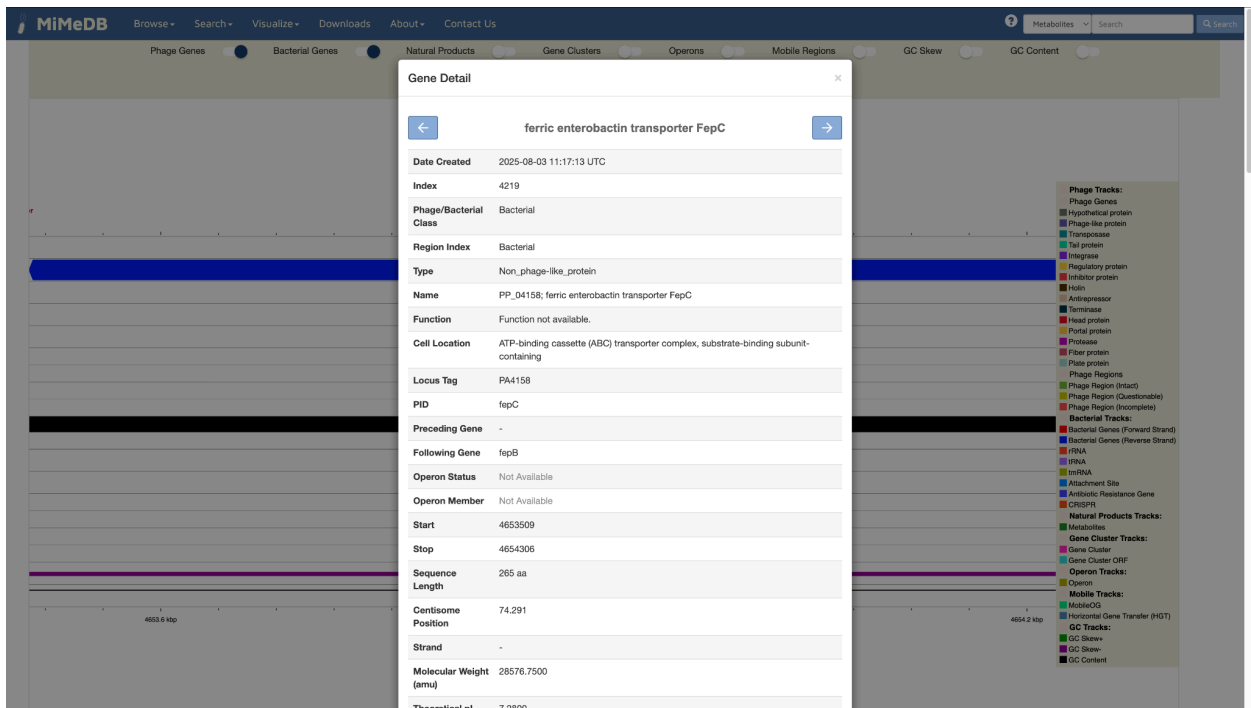 MiMeDB Browse Search Visualize Downloads About Contact Us ? Metabolites Search Search
Phage Genes Bacterial Genes Natural Products Gene Clusters Operons Mobile Regions GC Skew GC Content
Gene Detail ×
← ferric enterobactin transporter FepC →
Date Created 2025-08-03 11:17:13 UTC
Index 4219
Phage/Bacterial Bacterial
Class
Region Index Bacterial
Type Non_phage-like_protein
Name PP_04158; ferric enterobactin transporter FepC
Function Function not available.
Cell Location ATP-binding cassette (ABC) transporter complex, substrate-binding subunit-
containing
Locus Tag PA4158
PID fepC
Preceding Gene -
Following Gene fepB
Operon Status Not Available
Operon Member Not Available
Start 4653509
Stop 4654306
Sequence 265 aa
Length
Centisome 74.291
Position
Strand -
Molecular Weight 28576.7500
(amu)
4653.6 kbp
4654.2 kbp
Phage Tracks:
Phage Genes
Hypothetical protein
Phage-like protein
Transposase
Tail protein
Integrase
Regulatory protein
Inhibitor protein
Holin
Antirepressor
Terminase
Head protein
Portal protein
Protease
Fiber protein
Plate protein
Phage Regions
Phage Region (Intact)
Phage Region (Questionable)
Phage Region (Incomplete)
Bacterial Tracks:
Bacterial Genes (Forward Strand)
Bacterial Genes (Reverse Strand)
rRNA
tRNA
tmRNA
Attachment Site
Antibiotic Resistance Gene
CRISPR
Natural Products Tracks:
Metabolites
Gene Cluster Tracks:
Gene Cluster
Gene Cluster ORF
Operon Tracks:
Operon
Mobile Tracks:
MoblieOG
Horizontal Gene Transfer (HGT)
GC Tracks:
GC Skew+
GC Skew-
GC Content